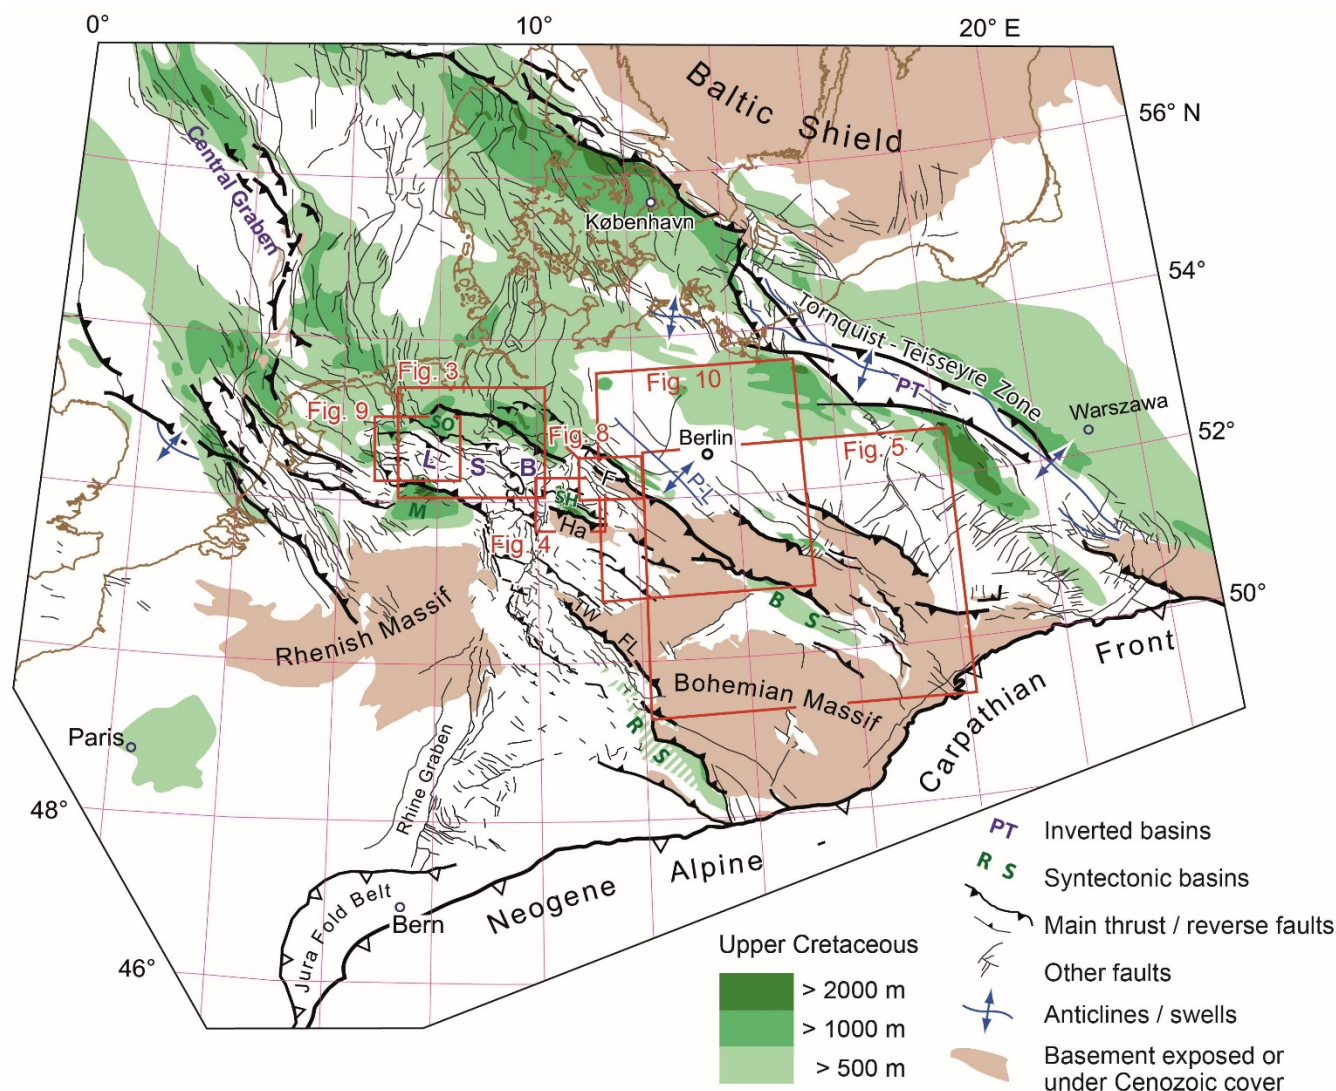 0°
10°
20° E
56° N
54°
52°
50°
48°
46°
Baltic Shield
Central Graben
København
Tornquist - Teisseyre Zone
PT
Warszawa
Fig. 3
Fig. 10
Fig. 9
SO
Fig. 8
Berlin
Fig. 5
L S B
F
P-L
M
SH
Ha
Fig. 4
Rhenish Massif
TW
FL
B S
Bohemian Massif
R S
Paris
Rhine Graben
Carpathian Front
Neogene Alpine -
Jura Fold Belt
Bern
PT Inverted basins
R S Syntectonic basins
Main thrust / reverse faults
Other faults
Anticlines / swells
Basement exposed or
under Cenozoic cover
Upper Cretaceous
> 2000 m
> 1000 m
> 500 m